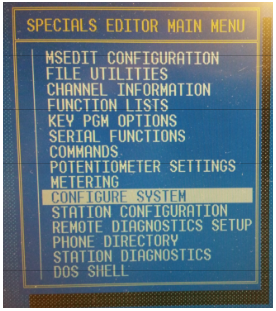 SPECIALS EDITOR MAIN MENU
MSEDIT CONFIGURATION
FILE UTILITIES
CHANNEL INFORMATION
FUNCTION LISTS
KEY PGM OPTIONS
SERIAL FUNCTIONS
COMMANDS
POTENTIOMETER SETTINGS
METERING
CONFIGURE SYSTEM
STATION CONFIGURATION
REMOTE DIAGNOSTICS SETUP
PHONE DIRECTORY
STATION DIAGNOSTICS
DOS SHELL